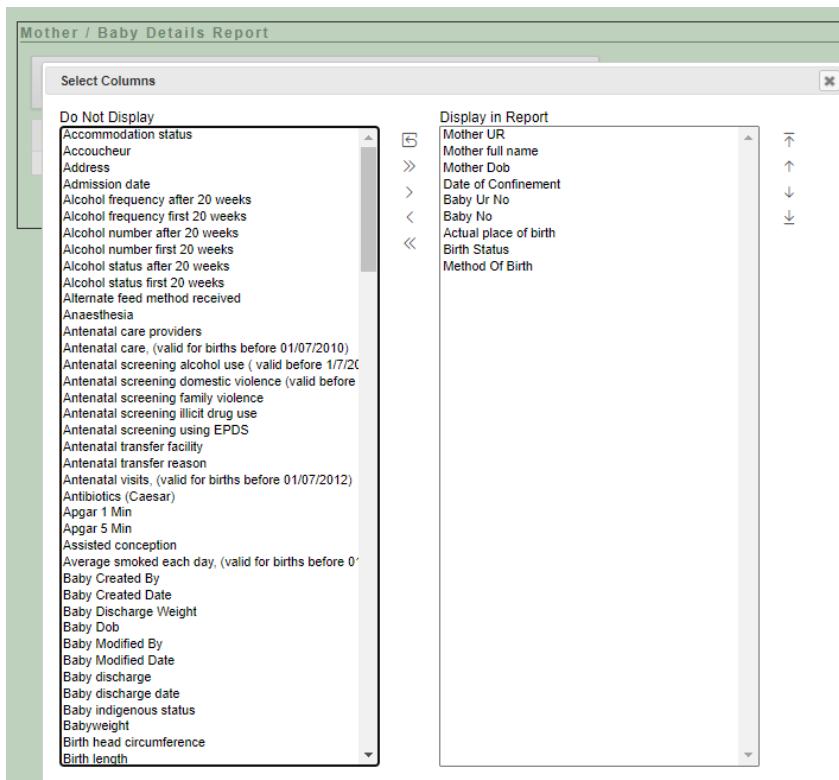 Mother / Baby Details Report
Select Columns
Do Not Display
Accommodation status
Accoucheur
Address
Admission date
Alcohol frequency after 20 weeks
Alcohol frequency first 20 weeks
Alcohol number after 20 weeks
Alcohol number first 20 weeks
Alcohol status after 20 weeks
Alcohol status first 20 weeks
Alternate feed method received
Anaesthesia
Antenatal care providers
Antenatal care, (valid for births before 01/07/2010)
Antenatal screening alcohol use ( valid before 1/7/20
Antenatal screening domestic violence (valid before
Antenatal screening family violence
Antenatal screening illicit drug use
Antenatal screening using EPDS
Antenatal transfer facility
Antenatal transfer reason
Antenatal visits, (valid for births before 01/07/2012)
Antibiotics (Caesar)
Apgar 1 Min
Apgar 5 Min
Assisted conception
Average smoked each day, (valid for births before 0
Baby Created By
Baby Created Date
Baby Discharge Weight
Baby Dob
Baby Modified By
Baby Modified Date
Baby discharge
Baby discharge date
Baby indigenous status
Babyweight
Birth head circumference
Birth length
Display in Report
Mother UR
Mother full name
Mother Dob
Date of Confinement
Baby Ur No
Baby No
Actual place of birth
Birth Status
Method Of Birth